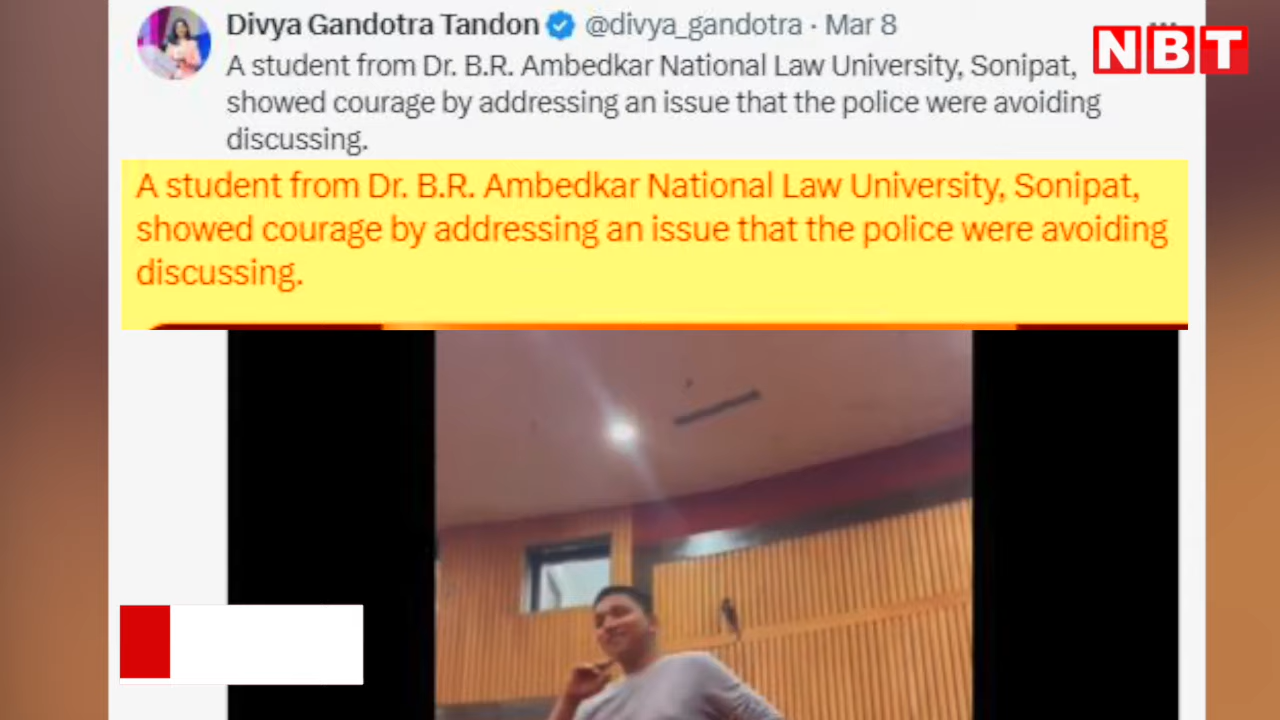 Divya Gandotra Tandon @divya_gandotra · Mar 8
NBT
A student from Dr. B.R. Ambedkar National Law University, Sonipat,
showed courage by addressing an issue that the police were avoiding
discussing.
A student from Dr. B.R. Ambedkar National Law University, Sonipat,
showed courage by addressing an issue that the police were avoiding
discussing.